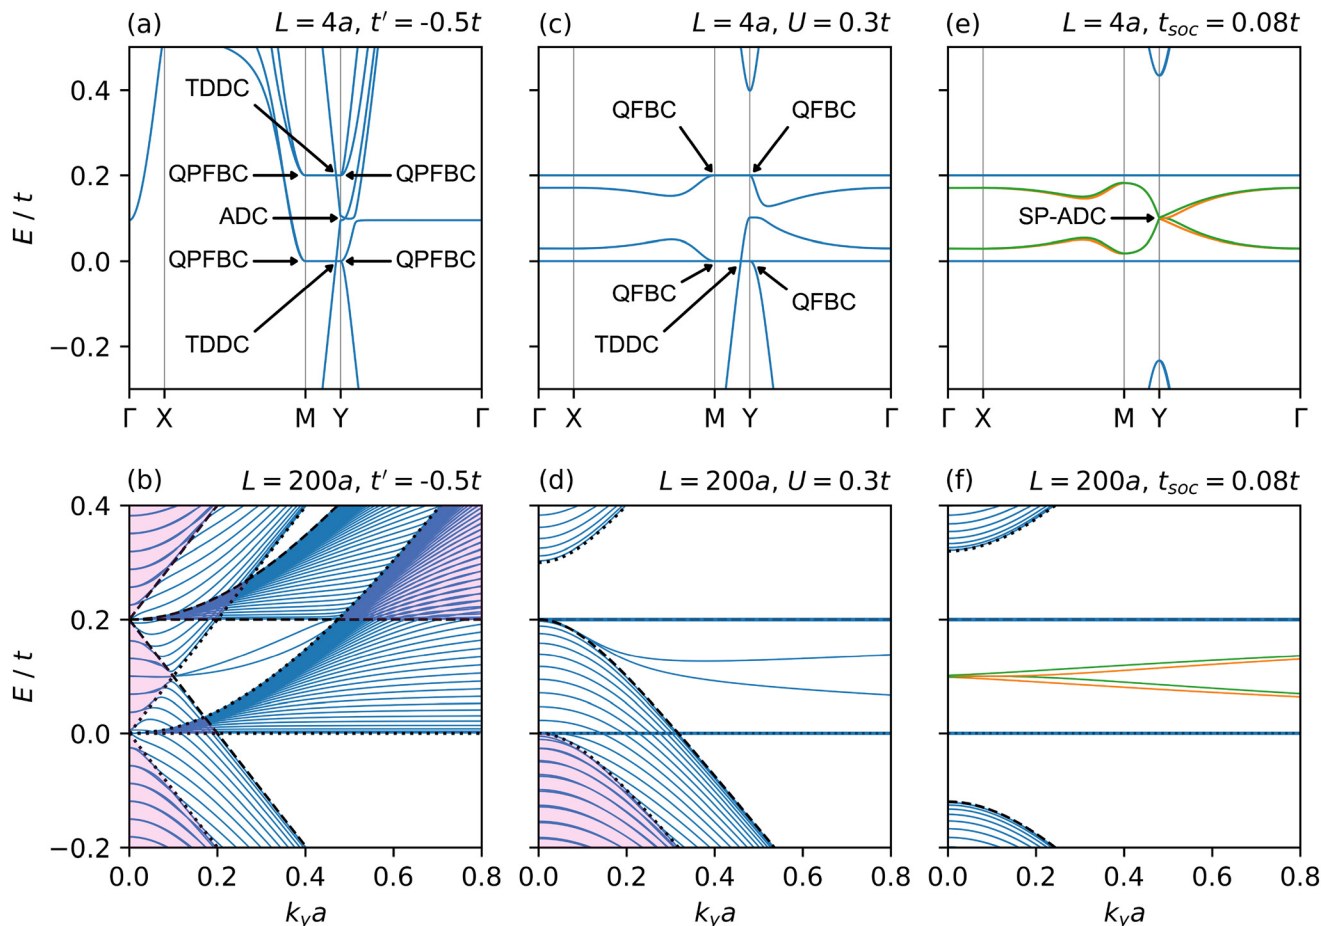 (a) L = 4a, t′ = -0.5t
(c) L = 4a, U = 0.3t
(e) L = 4a, t_soc = 0.08t
E / t
0.4
0.2
0.0
−0.2
TDDC
QPFBC
QPFBC
ADC
QPFBC
QPFBC
TDDC
Γ X M Y Γ
QFBC
QFBC
QFBC
QFBC
TDDC
Γ X M Y Γ
SP-ADC
Γ X M Y Γ
(b) L = 200a, t′ = -0.5t
(d) L = 200a, U = 0.3t
(f) L = 200a, t_soc = 0.08t
E / t
0.4
0.2
0.0
−0.2
0.0 0.2 0.4 0.6 0.8
k_y a
0.0 0.2 0.4 0.6 0.8
k_y a
0.0 0.2 0.4 0.6 0.8
k_y a